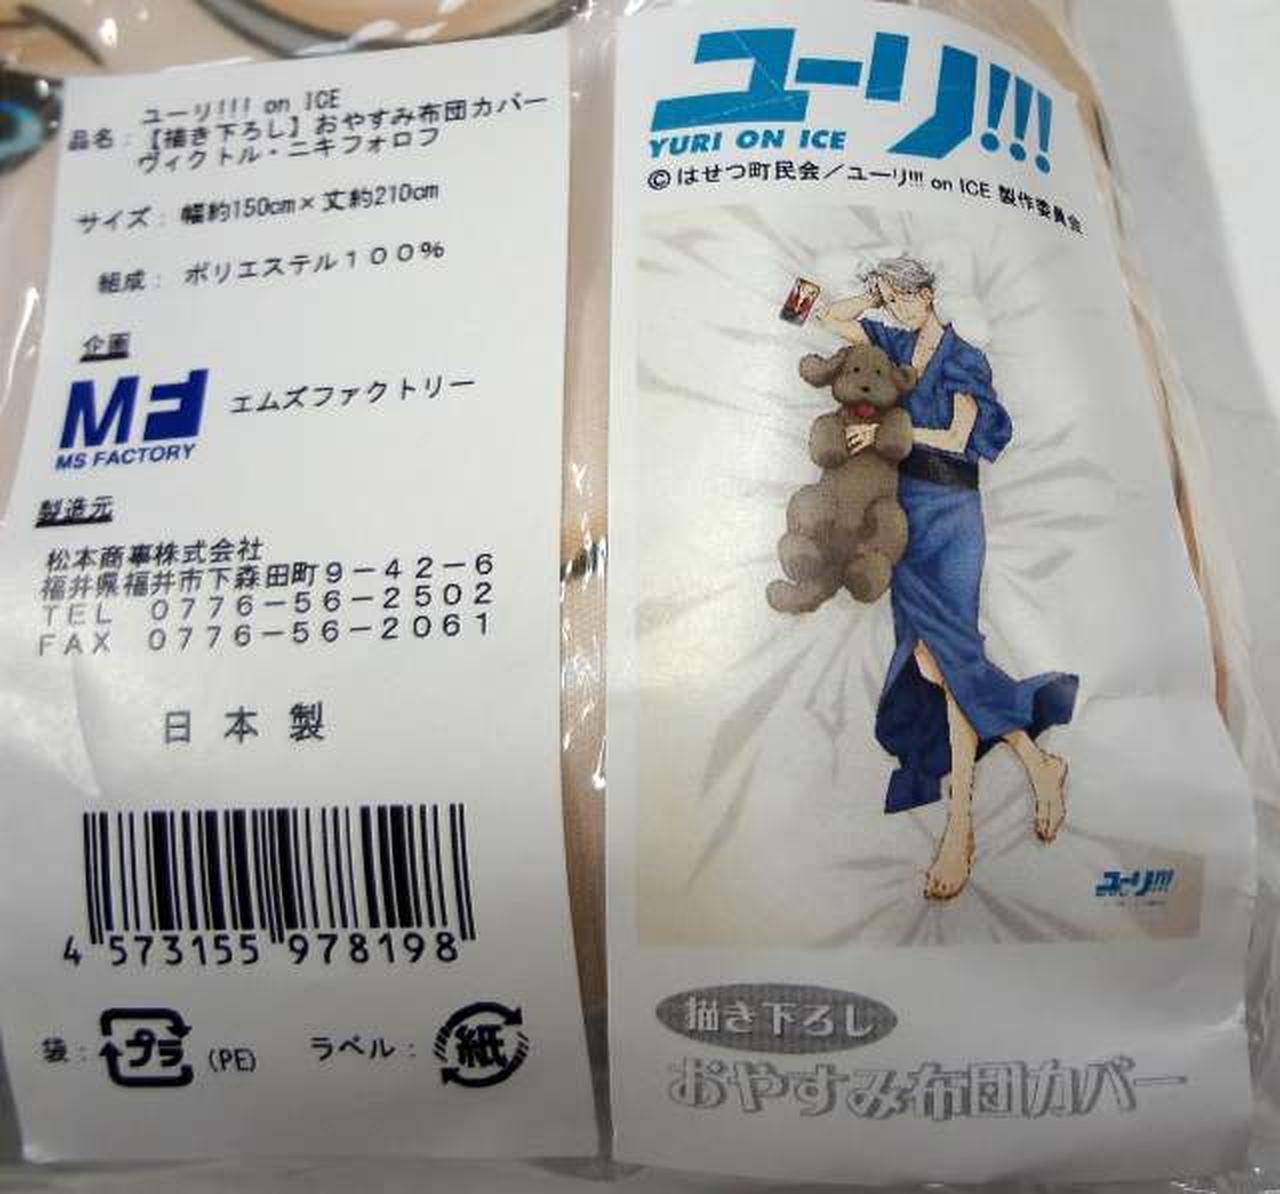 ユーリ!!! on ICE
品名：【描き下ろし】おやすみ布団カバー
ヴィクトル・ニキフォロフ
サイズ：幅約150cm×丈約210cm
組成：ポリエステル１００％
企画
MF
MS FACTORY
エムズファクトリー
製造元
松本商事株式会社
福井県福井市下森田町９－４２－６
ＴＥＬ　０７７６－５６－２５０２
ＦＡＸ　０７７６－５６－２０６１
日本製
4 573155 978198
袋：プラ(PE)　ラベル：紙
ユーリ!!!
YURI ON ICE
©はせつ町民会／ユーリ!!! on ICE 製作委員会
ユーリ!!!
描き下ろし
おやすみ布団カバー